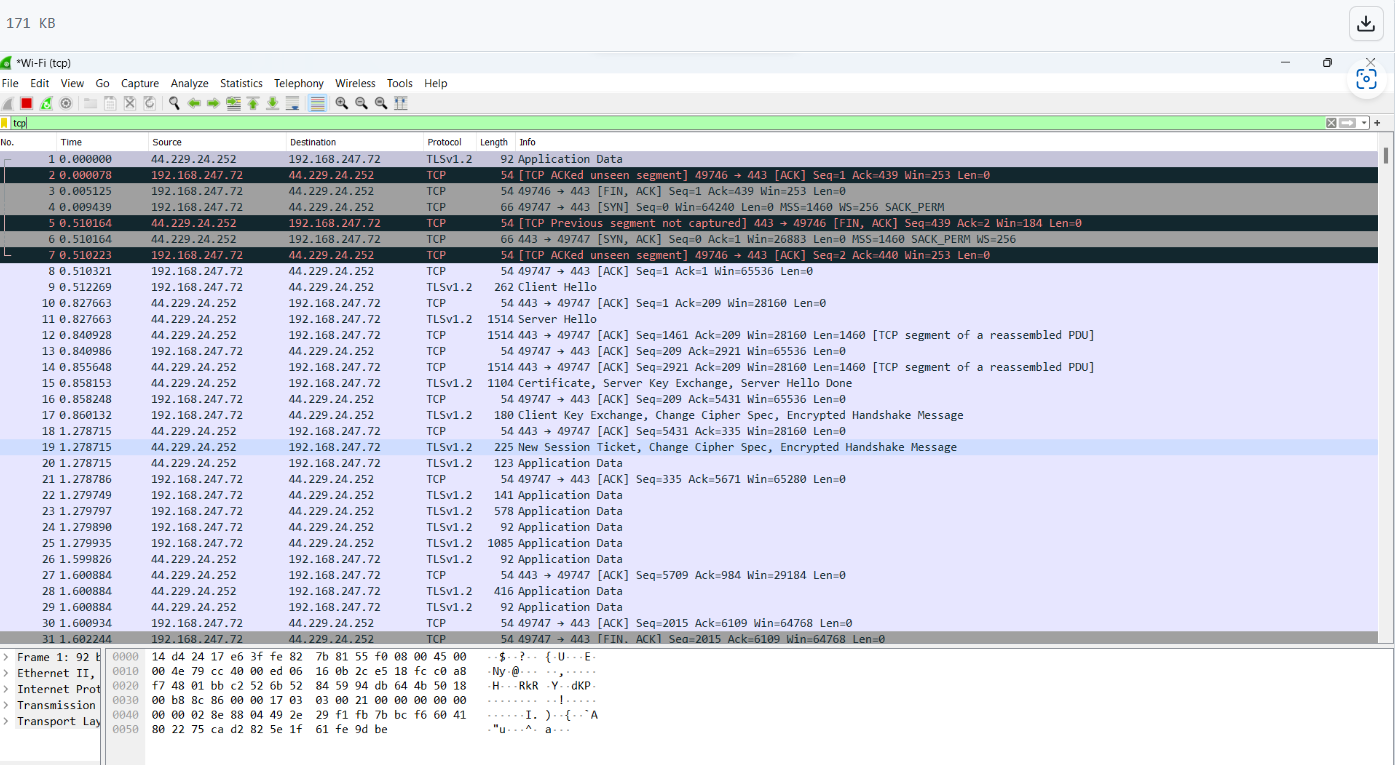 171 KB
*Wi-Fi (tcp)
File Edit View Go Capture Analyze Statistics Telephony Wireless Tools Help
tcp
No. Time Source Destination Protocol Length Info
1 0.000000 44.229.24.252 192.168.247.72 TLSv1.2 92 Application Data
2 0.000078 192.168.247.72 44.229.24.252 TCP 54 [TCP ACKed unseen segment] 49746 → 443 [ACK] Seq=1 Ack=439 Win=253 Len=0
3 0.005125 192.168.247.72 44.229.24.252 TCP 54 49746 → 443 [FIN, ACK] Seq=1 Ack=439 Win=253 Len=0
4 0.009439 192.168.247.72 44.229.24.252 TCP 66 49747 → 443 [SYN] Seq=0 Win=64240 Len=0 MSS=1460 WS=256 SACK_PERM
5 0.510164 44.229.24.252 192.168.247.72 TCP 54 [TCP Previous segment not captured] 443 → 49746 [FIN, ACK] Seq=439 Ack=2 Win=184 Len=0
6 0.510164 44.229.24.252 192.168.247.72 TCP 66 443 → 49747 [SYN, ACK] Seq=0 Ack=1 Win=26883 Len=0 MSS=1460 SACK_PERM WS=256
7 0.510223 192.168.247.72 44.229.24.252 TCP 54 [TCP ACKed unseen segment] 49746 → 443 [ACK] Seq=2 Ack=440 Win=253 Len=0
8 0.510321 192.168.247.72 44.229.24.252 TCP 54 49747 → 443 [ACK] Seq=1 Ack=1 Win=65536 Len=0
9 0.512269 192.168.247.72 44.229.24.252 TLSv1.2 262 Client Hello
10 0.827663 44.229.24.252 192.168.247.72 TCP 54 443 → 49747 [ACK] Seq=1 Ack=209 Win=28160 Len=0
11 0.827663 44.229.24.252 192.168.247.72 TLSv1.2 1514 Server Hello
12 0.840928 44.229.24.252 192.168.247.72 TCP 1514 443 → 49747 [ACK] Seq=1461 Ack=209 Win=28160 Len=1460 [TCP segment of a reassembled PDU]
13 0.840986 192.168.247.72 44.229.24.252 TCP 54 49747 → 443 [ACK] Seq=209 Ack=2921 Win=65536 Len=0
14 0.855648 44.229.24.252 192.168.247.72 TCP 1514 443 → 49747 [ACK] Seq=2921 Ack=209 Win=28160 Len=1460 [TCP segment of a reassembled PDU]
15 0.858153 44.229.24.252 192.168.247.72 TLSv1.2 1104 Certificate, Server Key Exchange, Server Hello Done
16 0.858248 192.168.247.72 44.229.24.252 TCP 54 49747 → 443 [ACK] Seq=209 Ack=5431 Win=65536 Len=0
17 0.860132 192.168.247.72 44.229.24.252 TLSv1.2 180 Client Key Exchange, Change Cipher Spec, Encrypted Handshake Message
18 1.278715 44.229.24.252 192.168.247.72 TCP 54 443 → 49747 [ACK] Seq=5431 Ack=335 Win=28160 Len=0
19 1.278715 44.229.24.252 192.168.247.72 TLSv1.2 225 New Session Ticket, Change Cipher Spec, Encrypted Handshake Message
20 1.278715 44.229.24.252 192.168.247.72 TLSv1.2 123 Application Data
21 1.278786 192.168.247.72 44.229.24.252 TCP 54 49747 → 443 [ACK] Seq=335 Ack=5671 Win=65280 Len=0
22 1.279749 192.168.247.72 44.229.24.252 TLSv1.2 141 Application Data
23 1.279797 192.168.247.72 44.229.24.252 TLSv1.2 578 Application Data
24 1.279890 192.168.247.72 44.229.24.252 TLSv1.2 92 Application Data
25 1.279935 192.168.247.72 44.229.24.252 TLSv1.2 1085 Application Data
26 1.599826 44.229.24.252 192.168.247.72 TLSv1.2 92 Application Data
27 1.600884 44.229.24.252 192.168.247.72 TCP 54 443 → 49747 [ACK] Seq=5709 Ack=984 Win=29184 Len=0
28 1.600884 44.229.24.252 192.168.247.72 TLSv1.2 416 Application Data
29 1.600884 44.229.24.252 192.168.247.72 TLSv1.2 92 Application Data
30 1.600934 192.168.247.72 44.229.24.252 TCP 54 49747 → 443 [ACK] Seq=2015 Ack=6109 Win=64768 Len=0
31 1.602244 192.168.247.72 44.229.24.252 TCP 54 49747 → 443 [FIN, ACK] Seq=2015 Ack=6109 Win=64768 Len=0
Frame 1: 92 b
Ethernet II,
Internet Prot
Transmission
Transport Lay
0000 14 d4 24 17 e6 3f fe 82 7b 81 55 f0 08 00 45 00 ··$··?·· {·U···E·
0010 00 4e 79 cc 40 00 ed 06 16 0b 2c e5 18 fc c0 a8 ·Ny·@··· ··,·····
0020 f7 48 01 bb c2 52 6b 52 84 59 94 db 64 4b 50 18 ·H···RkR ·Y··dKP·
0030 00 b8 8c 86 00 00 17 03 03 00 21 00 00 00 00 00 ········ ··!·····
0040 00 00 02 8e 88 04 49 2e 29 f1 fb 7b bc f6 60 41 ······I. )··{··`A
0050 80 22 75 ca d2 82 5e 1f 61 fe 9d be ·"u···^· a···